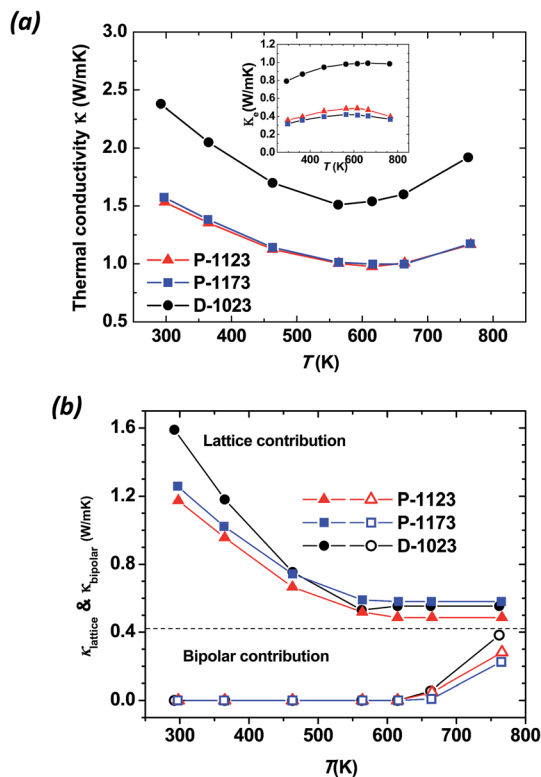 (a)
Thermal conductivity κ (W/mK)
3.0
2.5
2.0
1.5
1.0
0.5
300 400 500 600 700 800
T (K)
P-1123
P-1173
D-1023
κe (W/mK)
1.2
1.0
0.8
0.6
0.4
0.2
0.0
400 500 600 700 800
T (K)
(b)
κlattice & κbipolar (W/mK)
1.6
1.2
0.8
0.4
0.0
Lattice contribution
P-1123
P-1173
D-1023
Bipolar contribution
300 400 500 600 700 800
T(K)